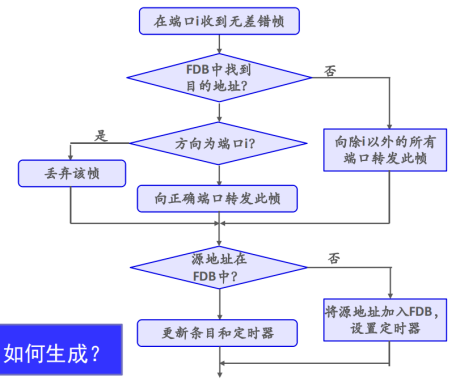 在端口i收到无差错帧
FDB中找到
目的地址?
否
是
方向为端口i?
向除i以外的所有
端口转发此帧
丢弃该帧
向正确端口转发此帧
源地址在
FDB中?
否
将源地址加入FDB,
设置定时器
更新条目和定时器
如何生成?